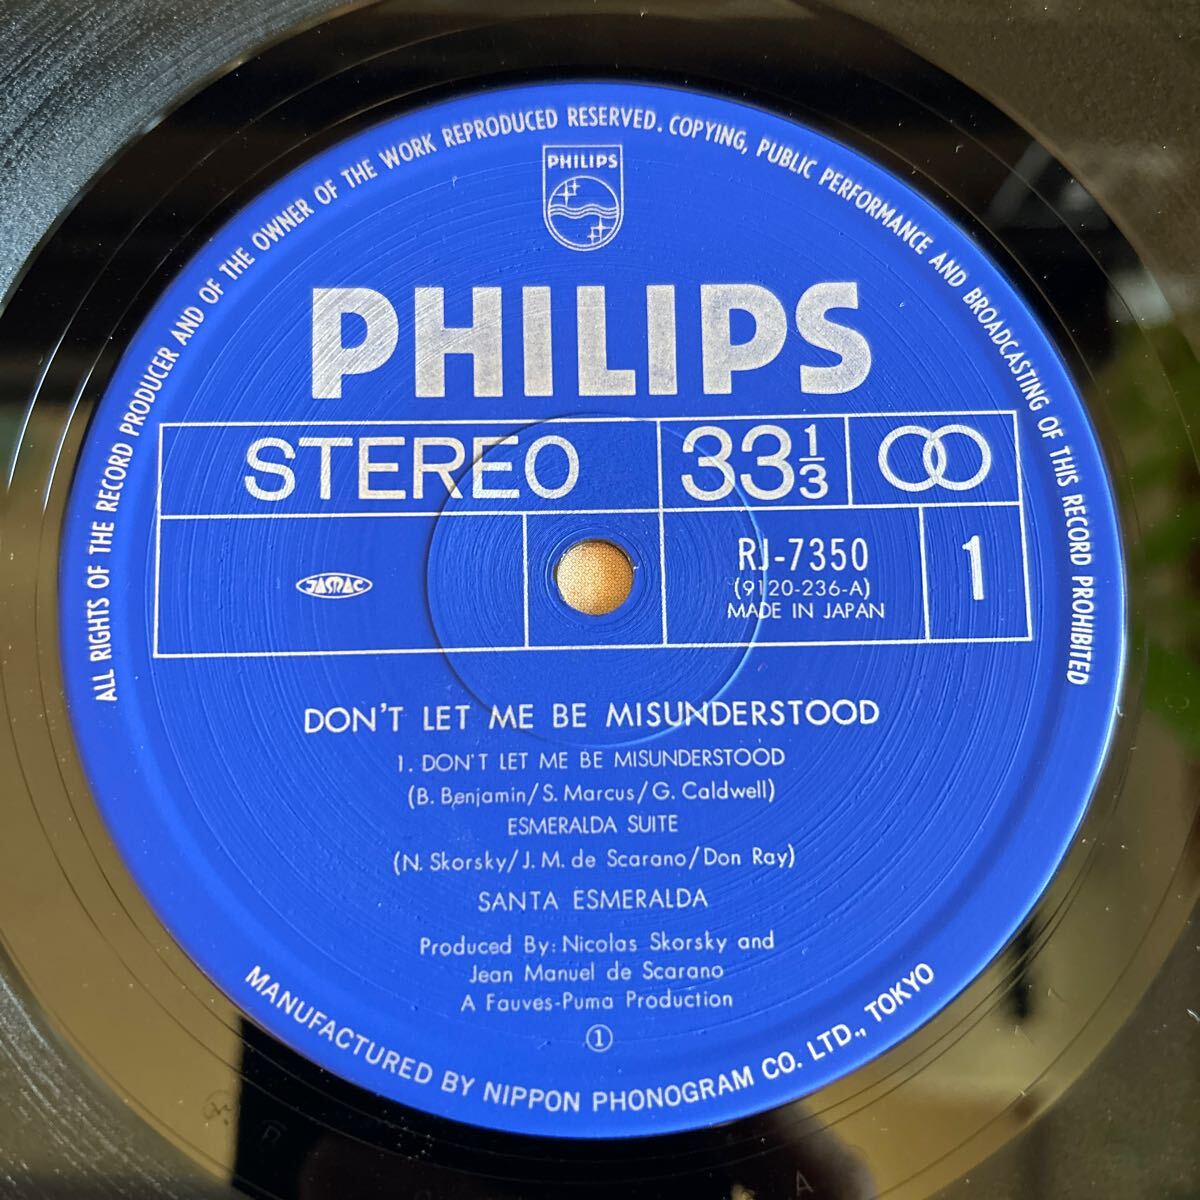 ALL RIGHTS OF THE RECORD PRODUCER AND OF THE OWNER OF THE WORK REPRODUCED RESERVED. COPYING, PUBLIC PERFORMANCE AND BROADCASTING OF THIS RECORD PROHIBITED
PHILIPS
PHILIPS
STEREO 33 1/3
JASRAC
RJ-7350 1
(9120-236-A)
MADE IN JAPAN
DON'T LET ME BE MISUNDERSTOOD
1. DON'T LET ME BE MISUNDERSTOOD
(B. Benjamin/S. Marcus/G. Caldwell)
ESMERALDA SUITE
(N. Skorsky/J. M. de Scarano/Don Ray)
SANTA ESMERALDA
Produced By: Nicolas Skorsky and
Jean Manuel de Scarano
A Fauves-Puma Production
①
MANUFACTURED BY NIPPON PHONOGRAM CO. LTD., TOKYO